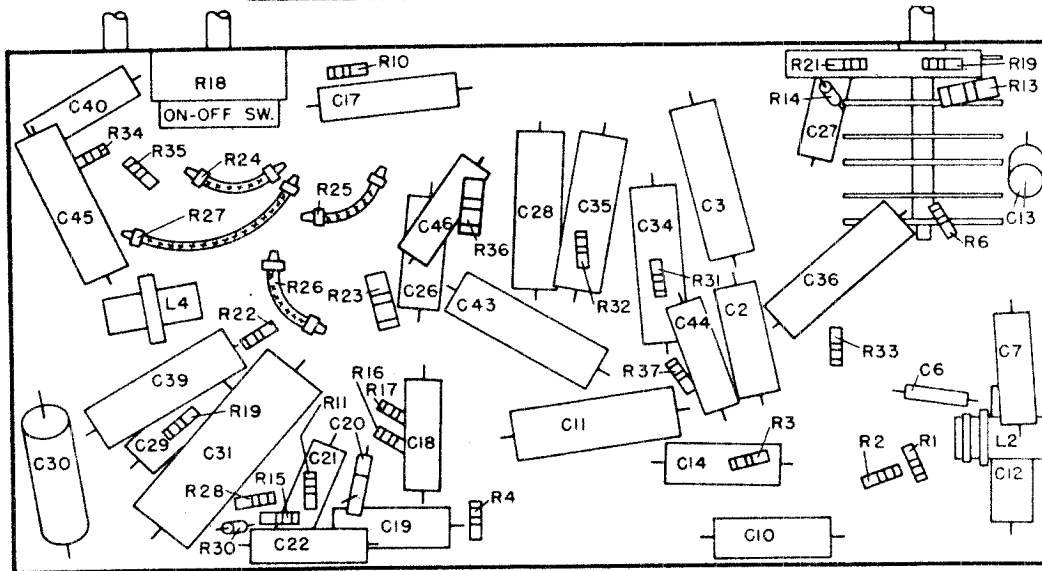 R18
ON-OFF SW.
R10
C17
R21
R19
R14
R13
C27
C40
R34
R35
R24
R25
R27
C45
C46
R36
C28
C35
R32
C34
R31
C3
C13
R6
C36
L4
R26
R23
C26
C43
C44
C2
R22
R33
C7
C6
C39
R16
R17
R37
R19
R11
C20
C18
C11
C29
C31
C21
C30
C14
R3
R2
R1
L2
C12
R28
R15
R4
R30
C22
C19
C10